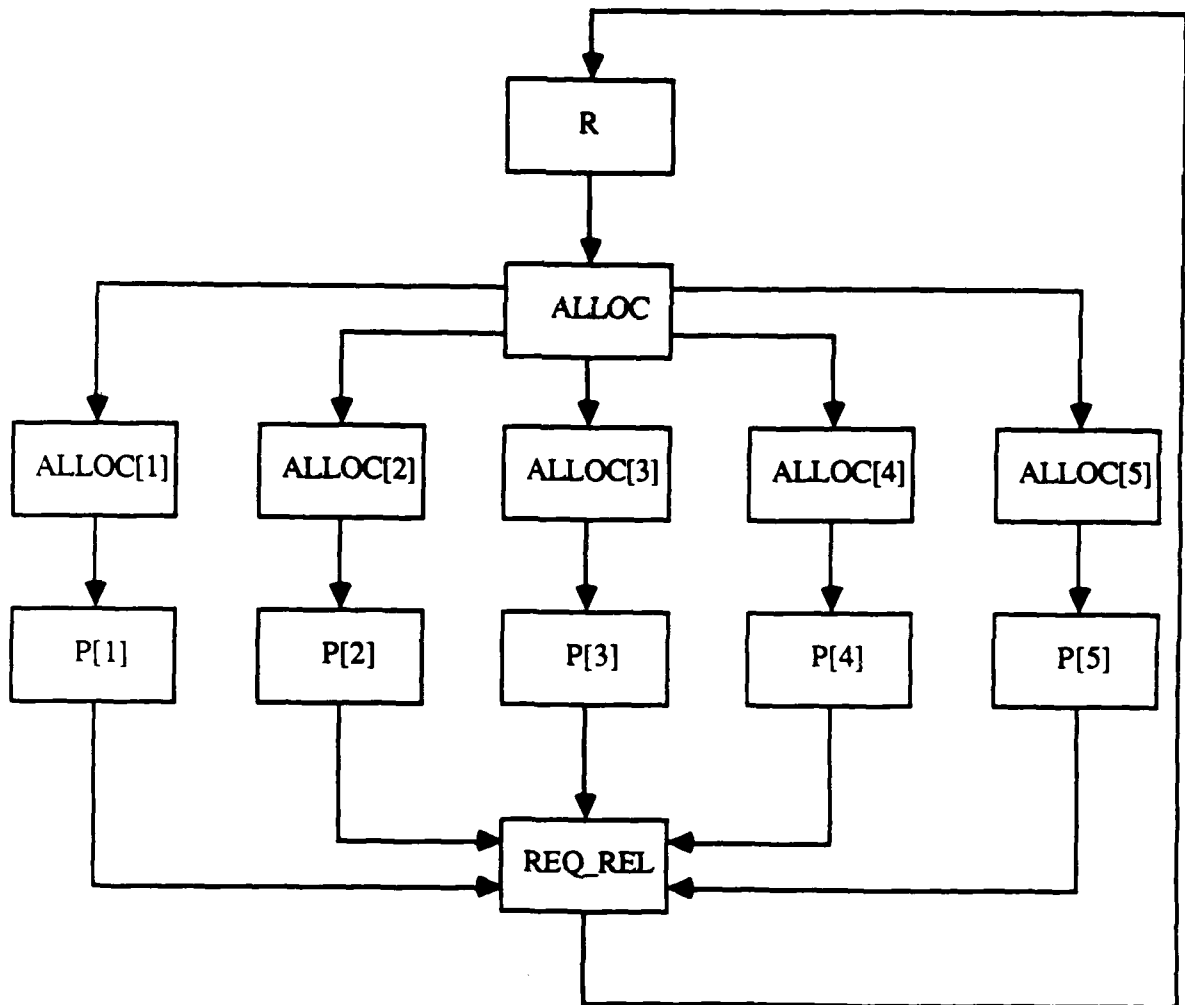 R
ALLOC
ALLOC[1]
ALLOC[2]
ALLOC[3]
ALLOC[4]
ALLOC[5]
P[1]
P[2]
P[3]
P[4]
P[5]
REQ_REL